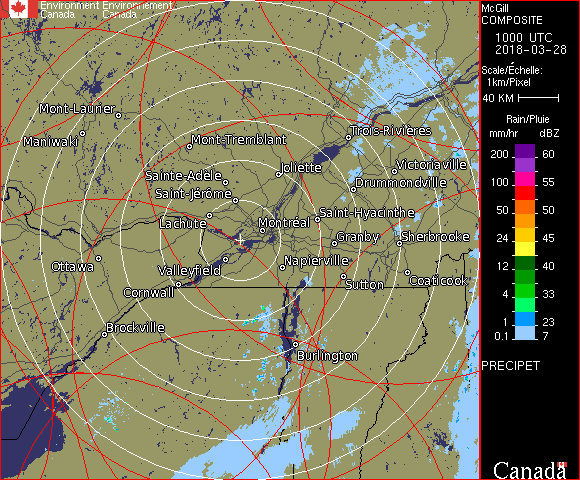 Environment Environnement
Canada Canada
McGill
COMPOSITE
1000 UTC
2018-03-28
Scale/Échelle:
1km/Pixel
40 KM
Rain/Pluie
mm/hr dBZ
200 60
100 55
50 50
24 45
12 40
4 33
1 23
0.1 7
PRECIPET
Canada
Mont-Laurier
Maniwaki
Mont-Tremblant
Trois-Rivières
Sainte-Adèle
Joliette
Victoriaville
Saint-Jérôme
Drummondville
Lachute
Montréal
Saint-Hyacinthe
Granby
Sherbrooke
Ottawa
Valleyfield
Napierville
Cornwall
Sutton
Coaticook
Brockville
Burlington